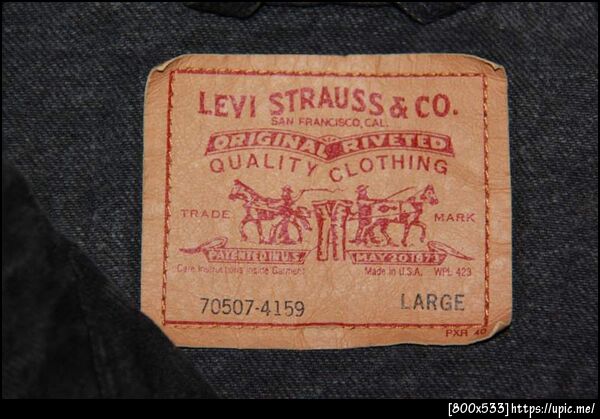 LEVI STRAUSS & CO.
SAN FRANCISCO, CAL.
ORIGINAL RIVETED
QUALITY CLOTHING
TRADE MARK
PATENTED IN U.S. MAY 20 1873
Care Instructions Inside Garment Made in U.S.A. WPL 423
70507-4159 LARGE
PXR 40
[800x533]https://upic.me/